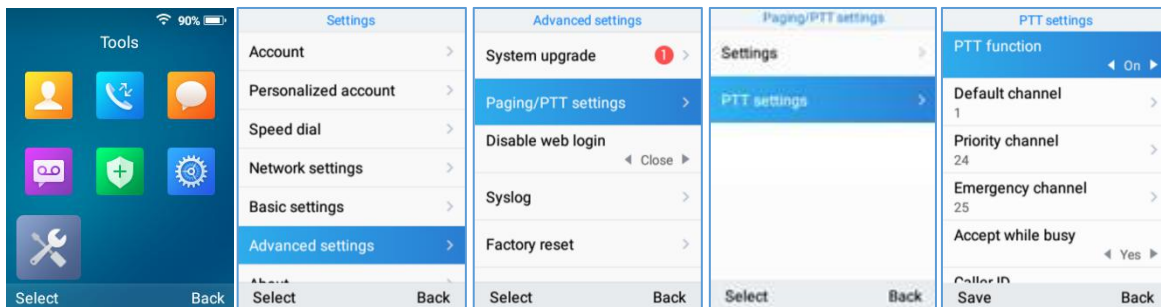 90%
Tools
Select Back
Settings
Account
Personalized account
Speed dial
Network settings
Basic settings
Advanced settings
About
Select Back
Advanced settings
System upgrade 1
Paging/PTT settings
Disable web login
Close
Syslog
Factory reset
Select Back
Paging/PTT settings
Settings
PTT settings
Select Back
PTT settings
PTT function
On
Default channel
1
Priority channel
24
Emergency channel
25
Accept while busy
Yes
Caller ID
Save Back